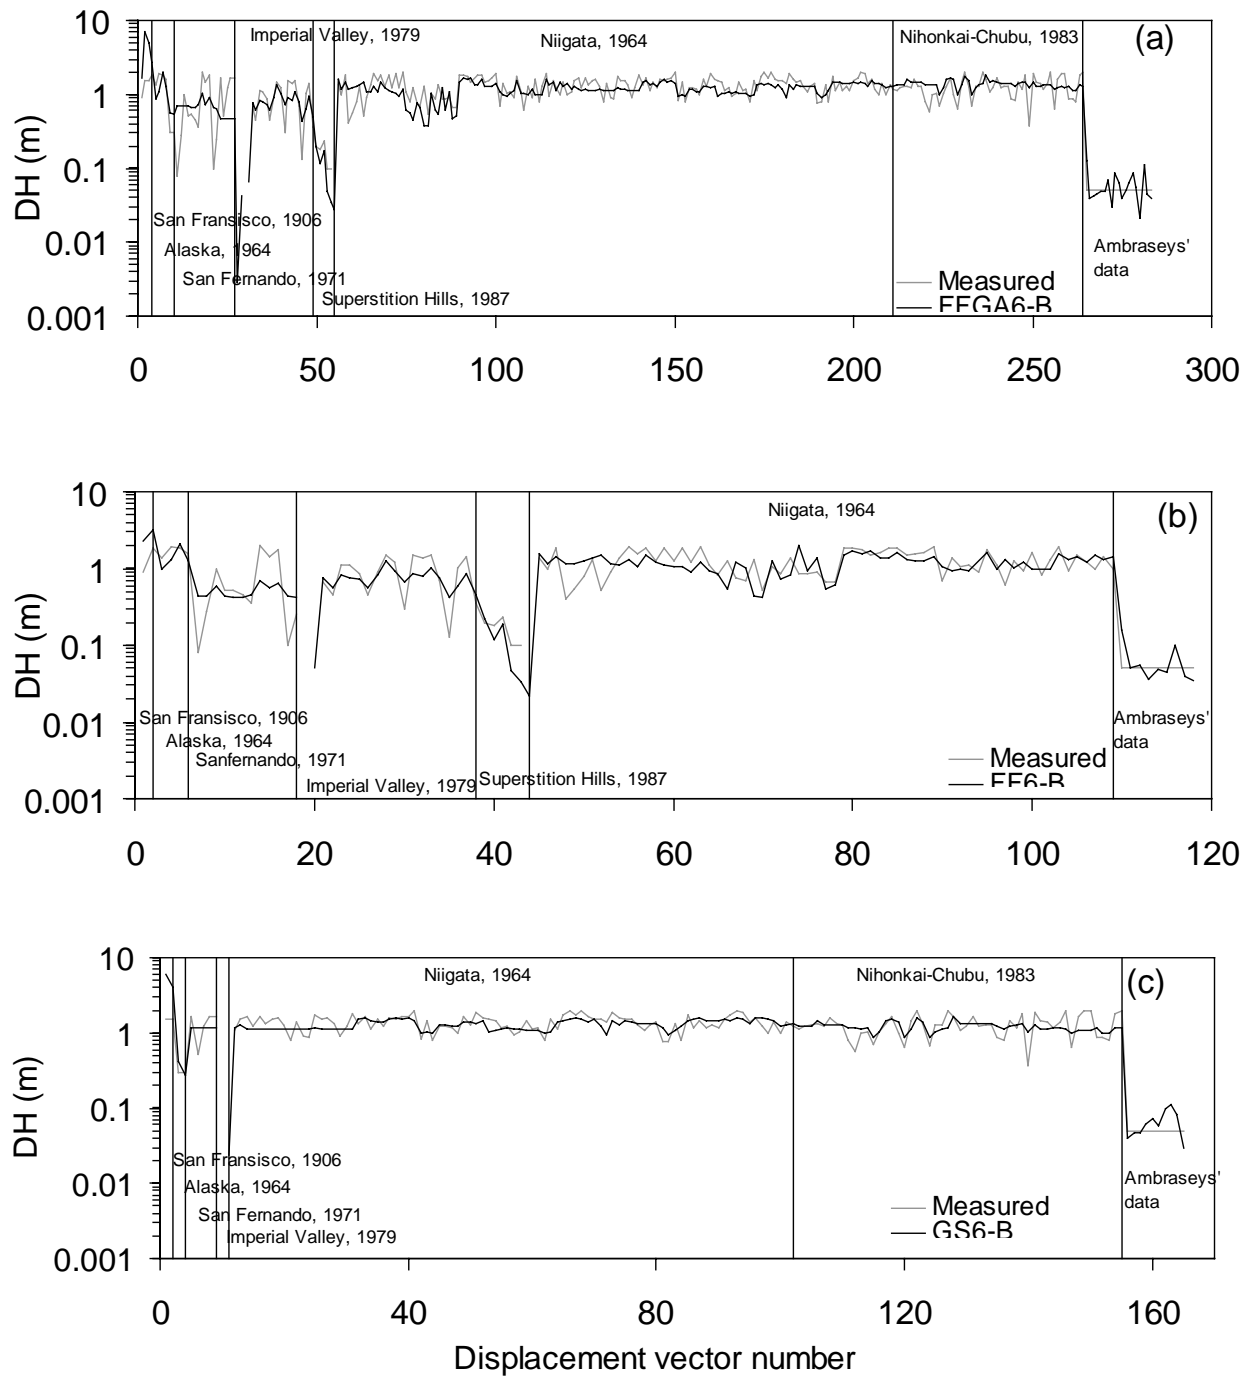 10
1
0.1
0.01
0.001
DH (m)
Imperial Valley, 1979
Niigata, 1964
Nihonkai-Chubu, 1983
(a)
San Fransisco, 1906
Alaska, 1964
San Fernando, 1971
Superstition Hills, 1987
Ambraseys'
data
Measured
EEGA6-B
0 50 100 150 200 250 300
10
1
0.1
0.01
0.001
DH (m)
Niigata, 1964
(b)
San Fransisco, 1906
Alaska, 1964
Sanfernando, 1971
Imperial Valley, 1979
Superstition Hills, 1987
Ambraseys'
data
Measured
EE6-B
0 20 40 60 80 100 120
10
1
0.1
0.01
0.001
DH (m)
Niigata, 1964
Nihonkai-Chubu, 1983
(c)
San Fransisco, 1906
Alaska, 1964
San Fernando, 1971
Imperial Valley, 1979
Ambraseys'
data
Measured
GS6-B
0 40 80 120 160
Displacement vector number